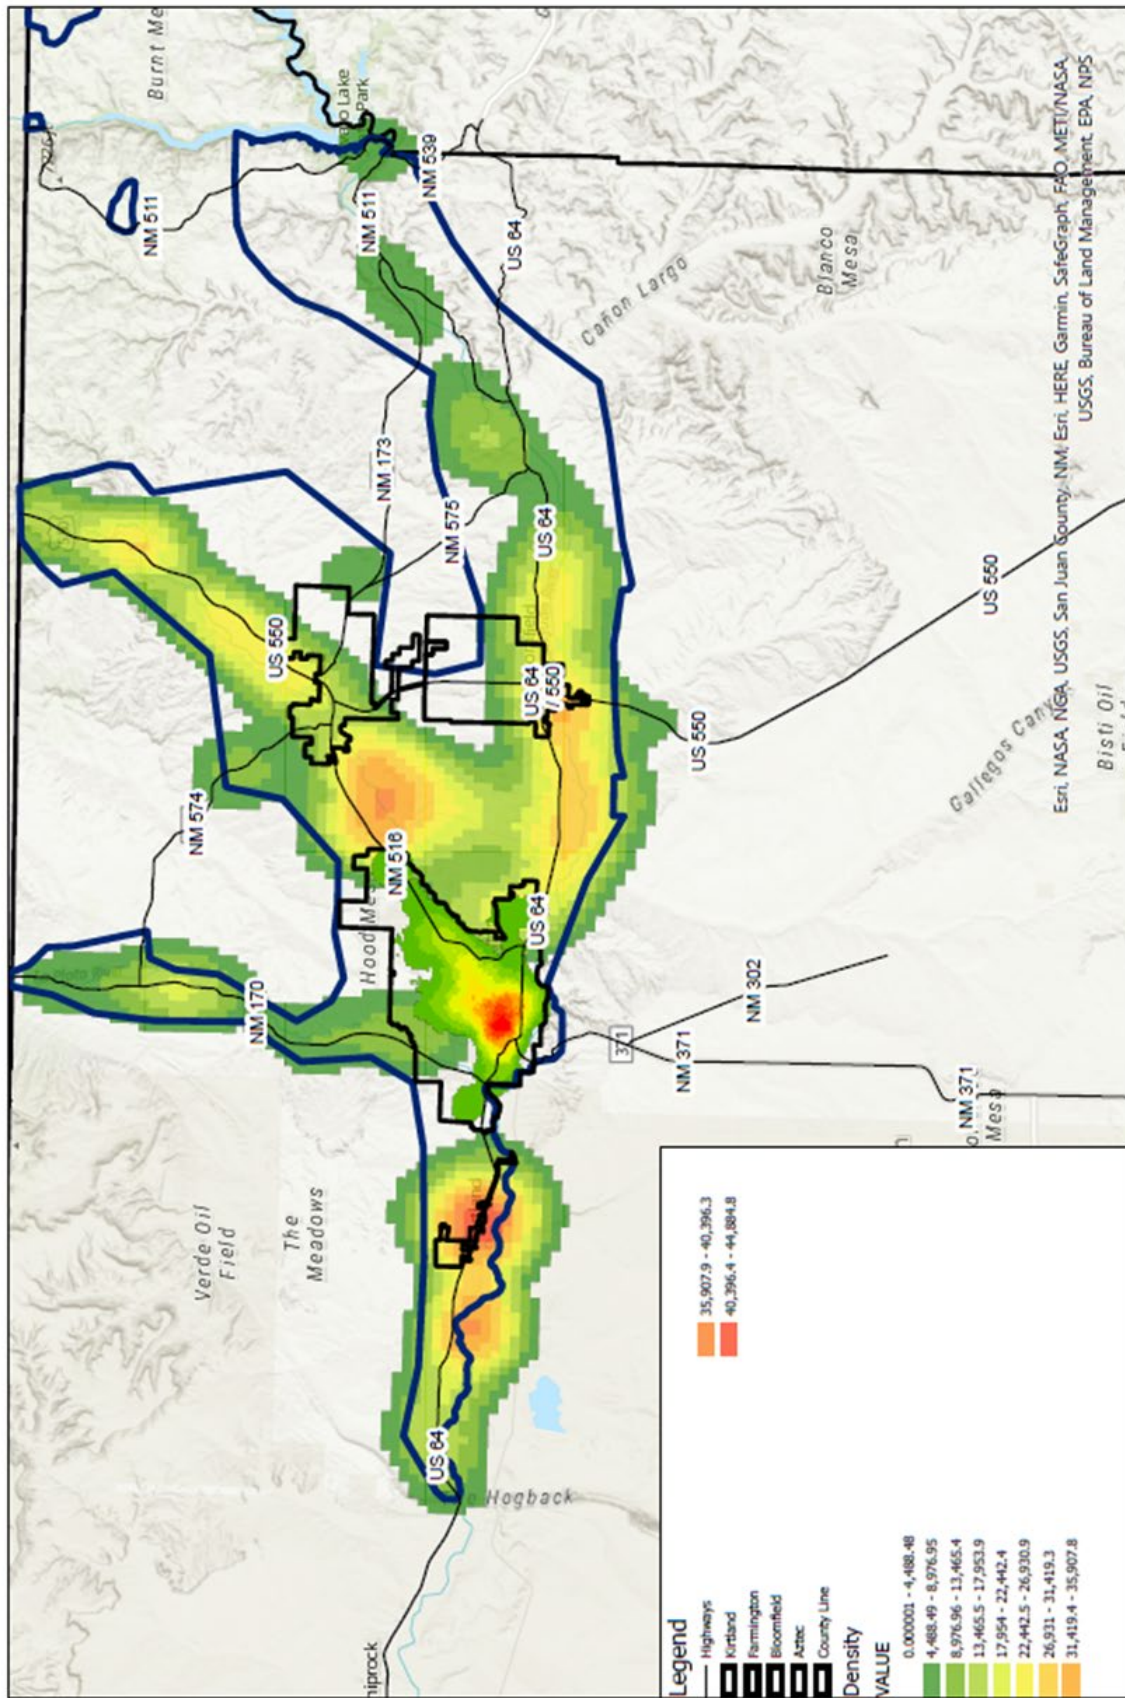 Burnt Me
NM 511
Lake
Park
NM 539
NM 511
US 64
Cañon Largo
Blanco
Mesa
NM 173
NM 575
US 64
US 550
US 550
US 64
/ 550
US 550
NM 574
NM 516
Hood Me
US 64
Gallegos Cany
Bisti Oil
NM 170
371
NM 302
NM 371
NM 371
Mesa
Verde Oil
Field
The
Meadows
US 64
Hogback
hiprock
Esri, NASA, NGA, USGS, San Juan County, NM, Esri, HERE, Garmin, SafeGraph, FAO, METI/NASA,
USGS, Bureau of Land Management, EPA, NPS
Legend
Highways
Kirtland
Farmington
Bloomfield
Aztec
County Line
Density
VALUE
0.000001 - 4,488.48
4,488.49 - 8,976.95
8,976.96 - 13,465.4
13,465.5 - 17,953.9
17,954 - 22,442.4
22,442.5 - 26,930.9
26,931 - 31,419.3
31,419.4 - 35,907.8
35,907.9 - 40,396.3
40,396.4 - 44,884.8